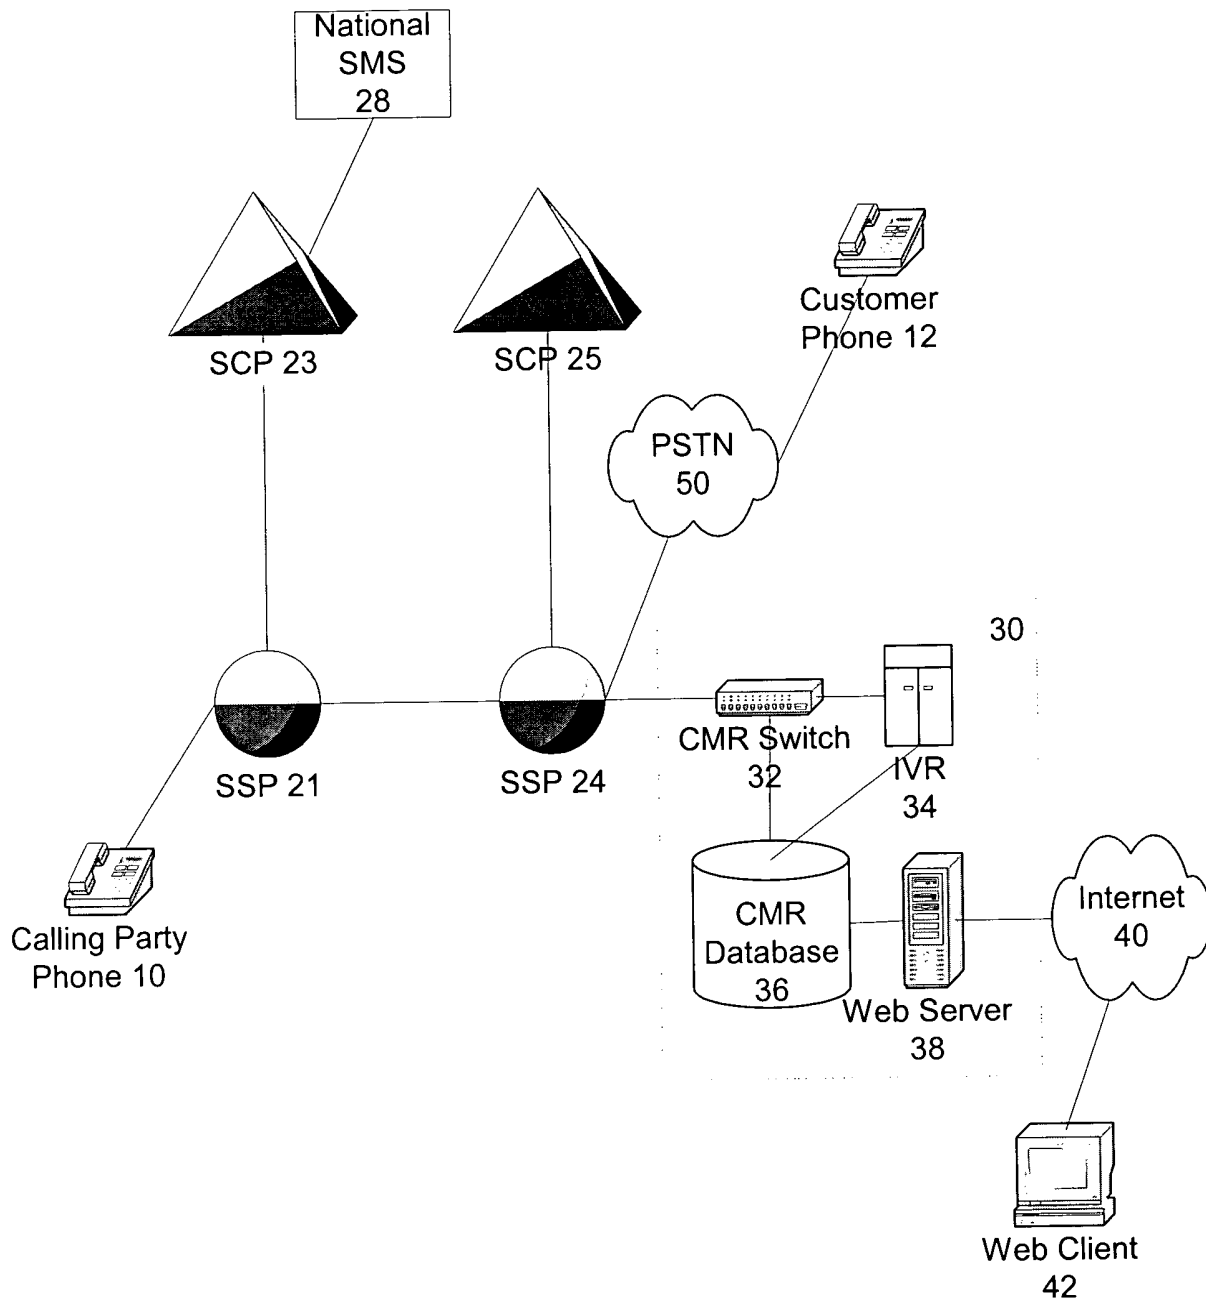 National
SMS
28
SCP 23
SCP 25
Customer
Phone 12
PSTN
50
30
SSP 21
SSP 24
CMR Switch
32
IVR
34
Calling Party
Phone 10
CMR
Database
36
Web Server
38
Internet
40
Web Client
42